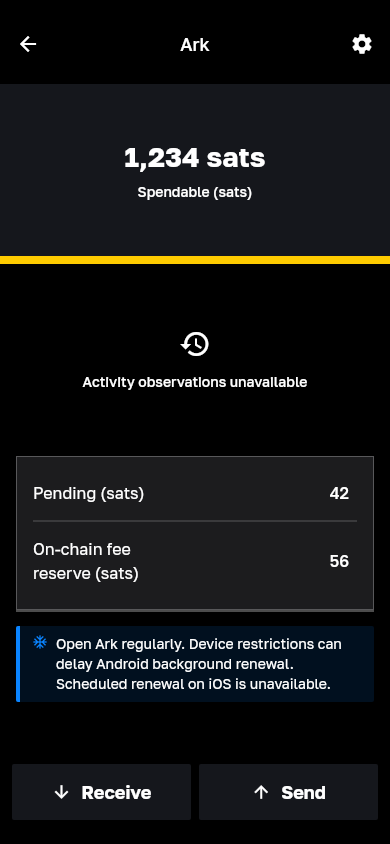 Ark
1,234 sats
Spendable (sats)
Activity observations unavailable
Pending (sats) 42
On-chain fee
reserve (sats) 56
Open Ark regularly. Device restrictions can
delay Android background renewal.
Scheduled renewal on iOS is unavailable.
Receive Send